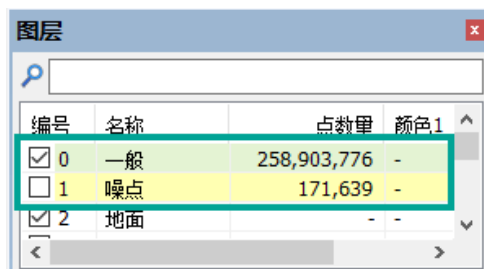 图层
编号 名称 点数量 颜色1
0 一般 258,903,776 -
1 噪点 171,639 -
2 地面 - -